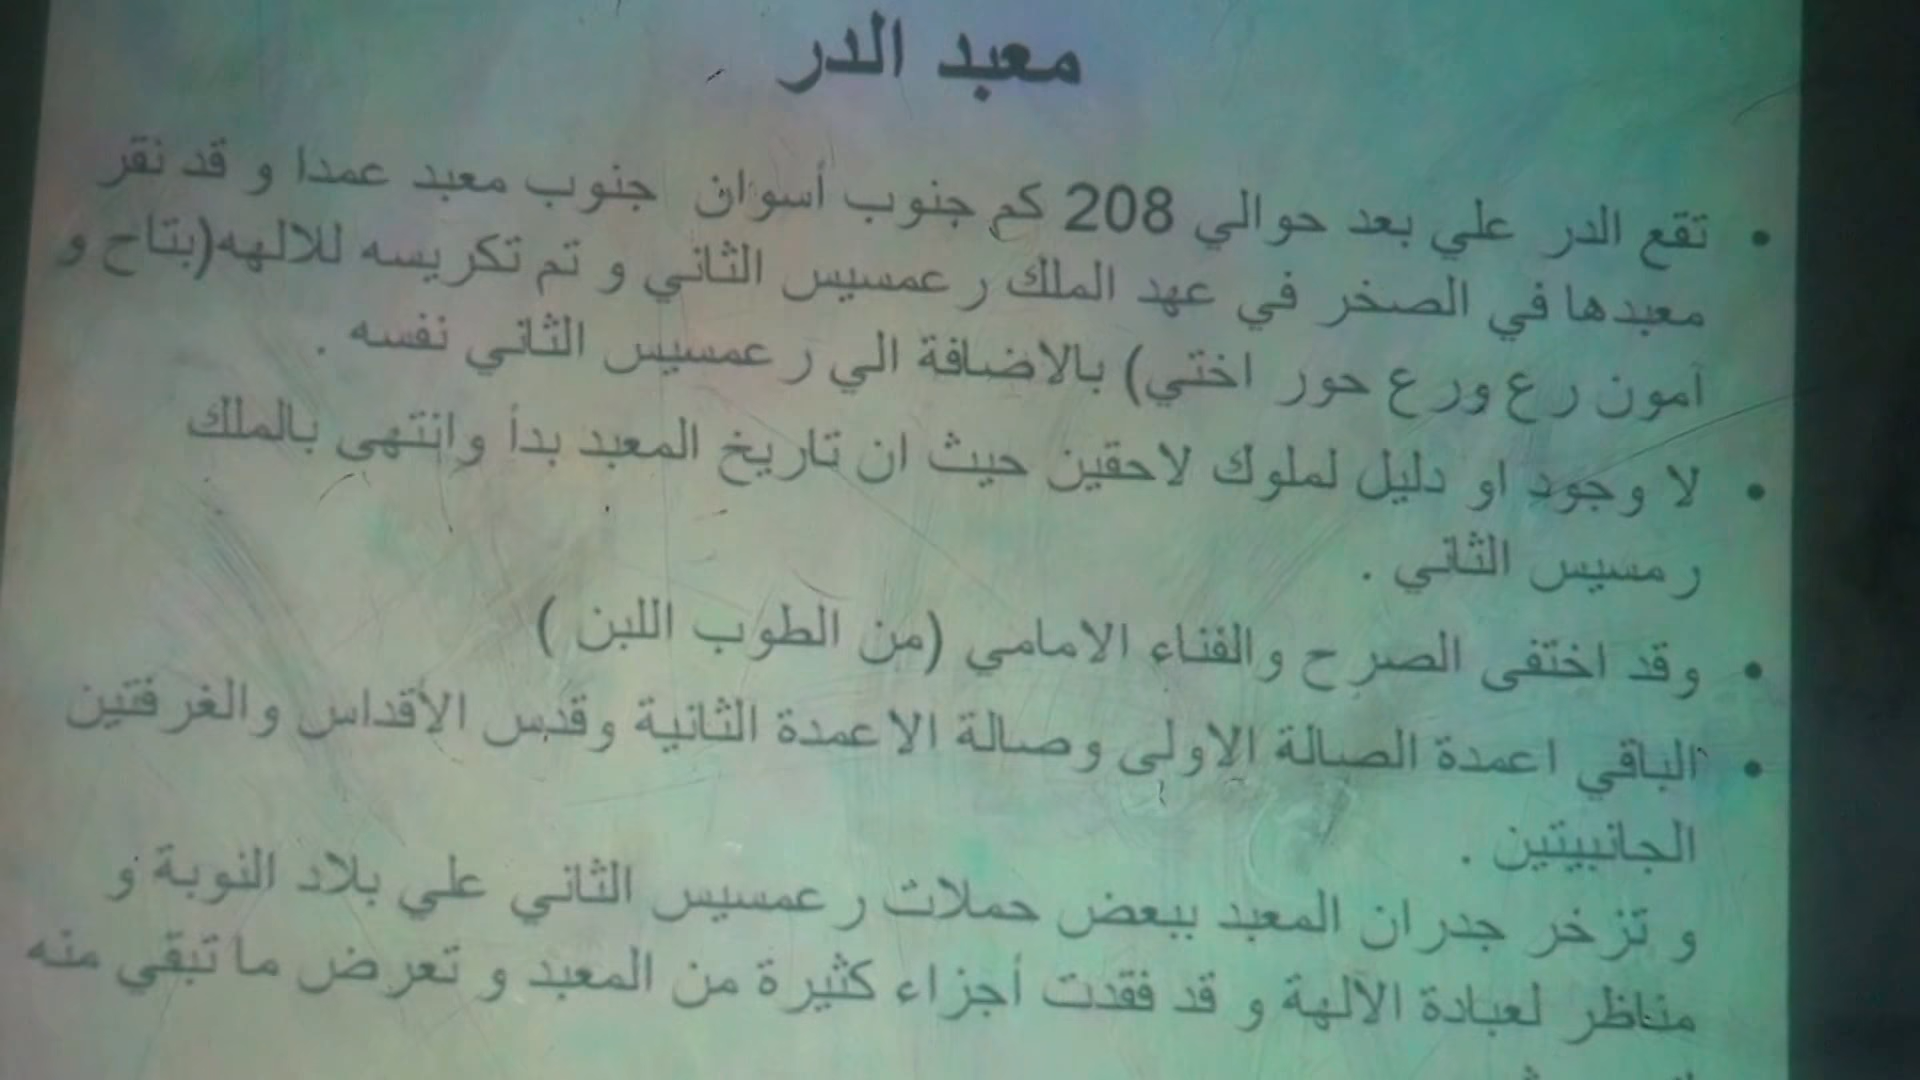 معبد الدر
• تقع الدر علي بعد حوالي 208 كم جنوب أسوان جنوب معبد عمدا و قد نقر
معبدها في الصخر في عهد الملك رعمسيس الثاني و تم تكريسه للالهه(بتاح و
أمون رع ورع حور اختي) بالاضافة الي رعمسيس الثاني نفسه .
• لا وجود او دليل لملوك لاحقين حيث ان تاريخ المعبد بدأ وانتهى بالملك
رمسيس الثاني .
• وقد اختفى الصرح والفناء الامامي (من الطوب اللبن )
• الباقي اعمدة الصالة الاولى وصالة الاعمدة الثانية وقدس الأقداس والغرفتين
الجانبيتين .
و تزخر جدران المعبد ببعض حملات رعمسيس الثاني علي بلاد النوبة و
مناظر لعبادة الألهة و قد فقدت أجزاء كثيرة من المعبد و تعرض ما تبقي منه